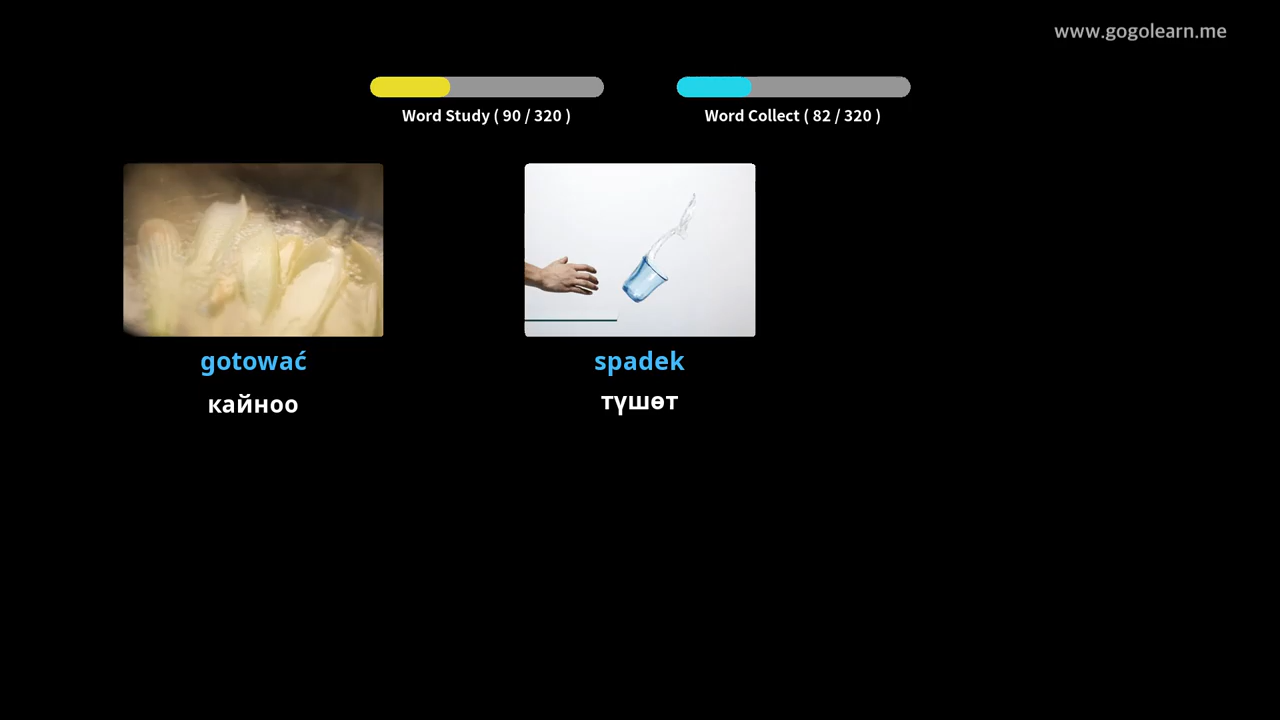 www.gogolearn.me
Word Study ( 90 / 320 )
Word Collect ( 82 / 320 )
gotować
кайноо
spadek
түшөт